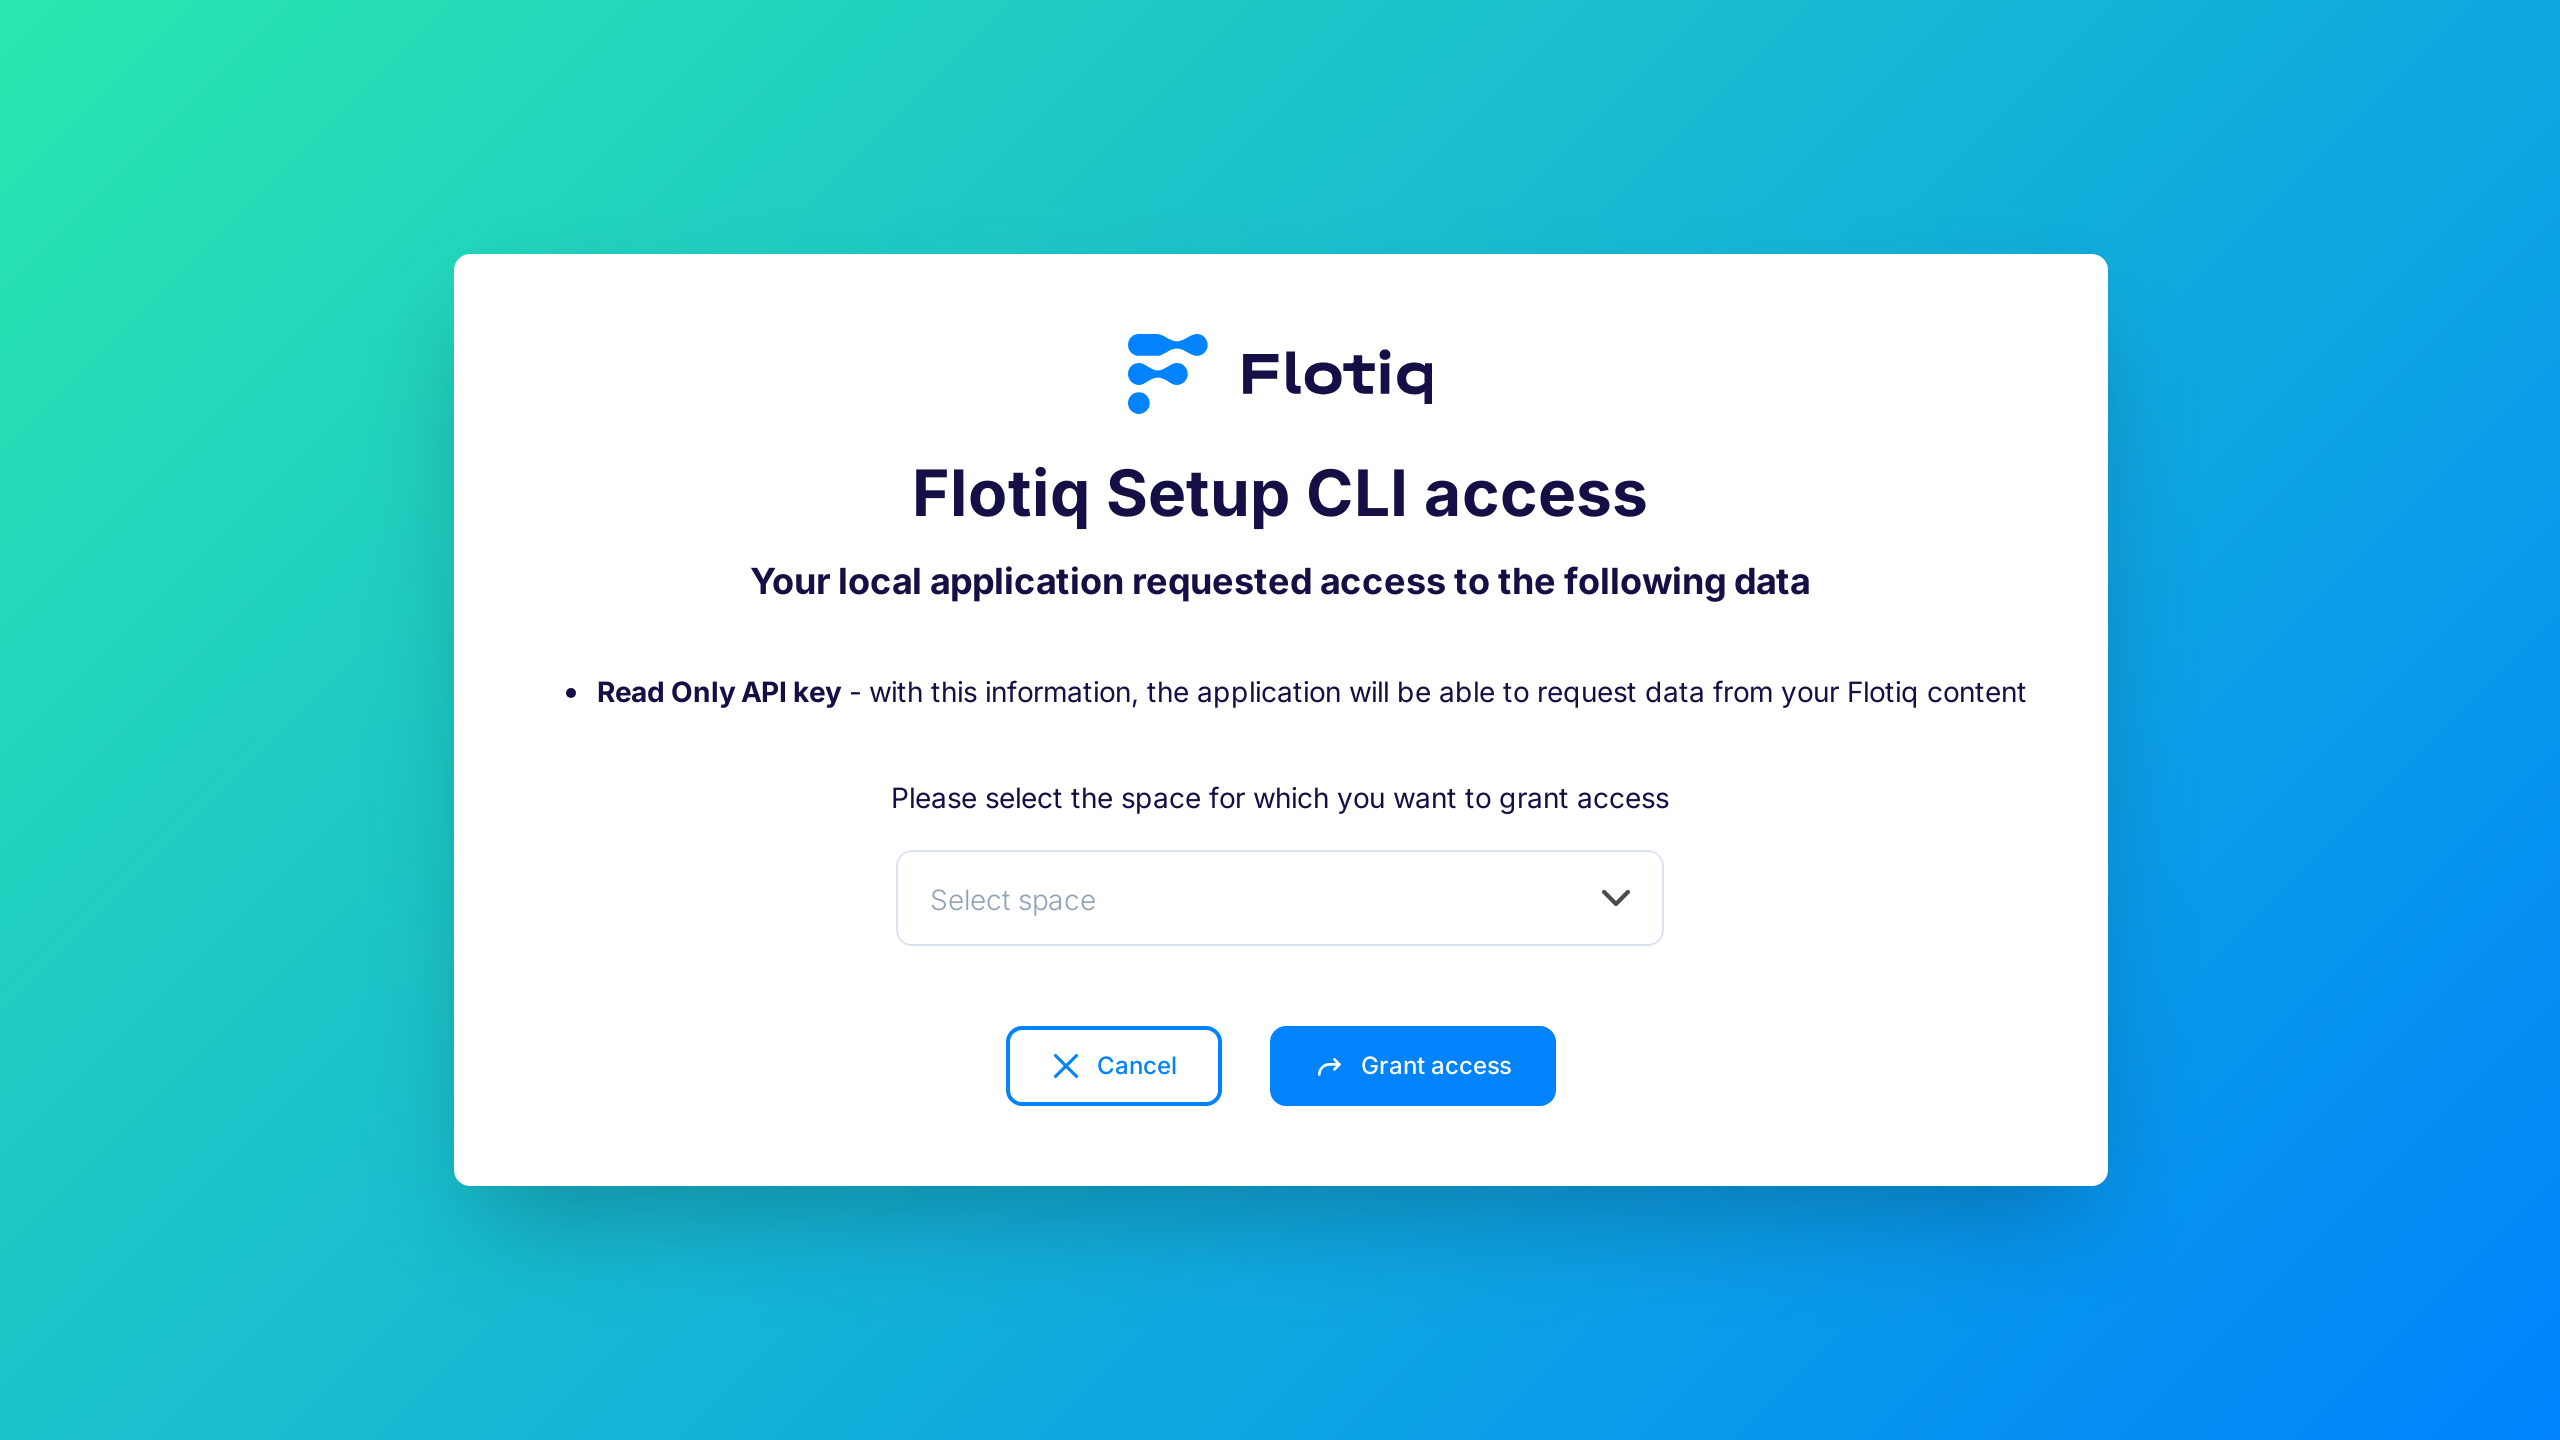 Flotiq
Flotiq Setup CLI access
Your local application requested access to the following data
• Read Only API key - with this information, the application will be able to request data from your Flotiq content
Please select the space for which you want to grant access
Select space
Cancel
Grant access